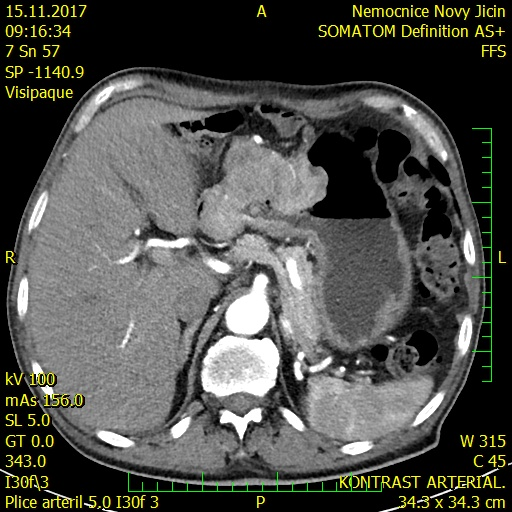 15.11.2017
09:16:34
7 Sn 57
SP -1140.9
Visipaque
A
Nemocnice Novy Jicin
SOMATOM Definition AS+
FFS
R
L
kV 100
mAs 156.0
SL 5.0
GT 0.0
343.0
I30f\3
Plice arteril 5,0 I30f 3
P
W 315
C 45
KONTRAST ARTERIAL.
34.3 x 34.3 cm